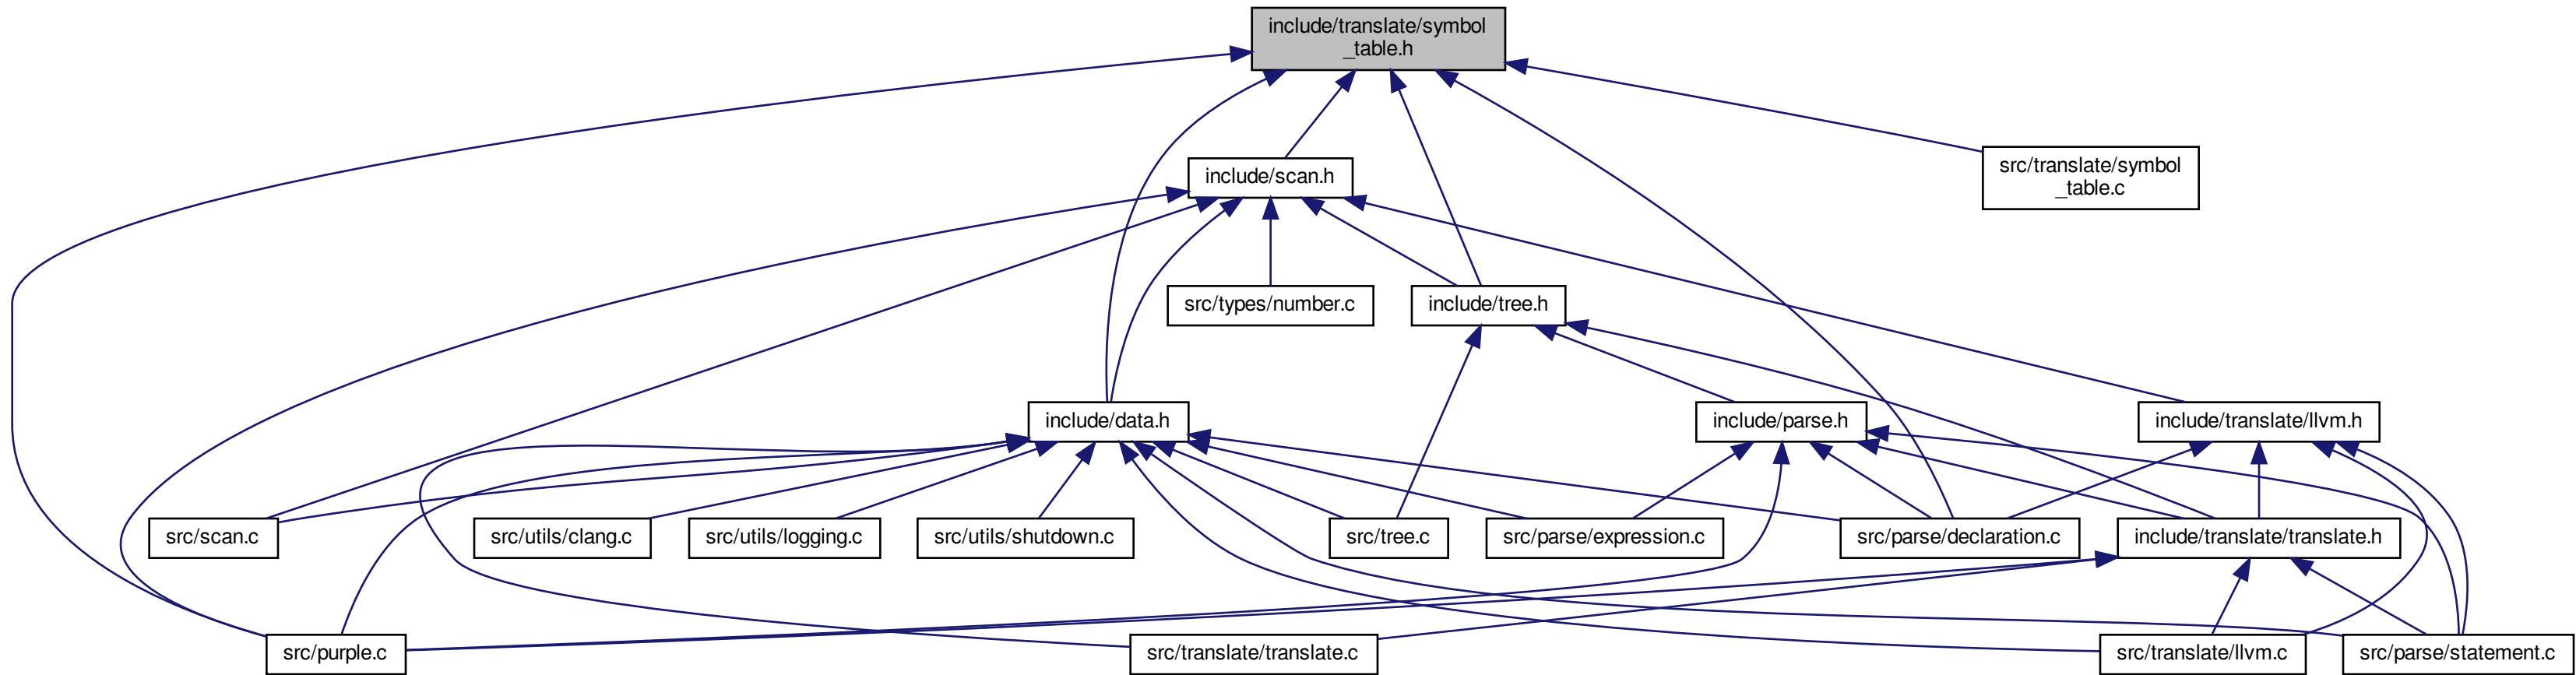 include/translate/symbol
_table.h
include/scan.h
src/translate/symbol
_table.c
src/types/number.c
include/tree.h
include/data.h
include/parse.h
include/translate/llvm.h
src/scan.c
src/utils/clang.c
src/utils/logging.c
src/utils/shutdown.c
src/tree.c
src/parse/expression.c
src/parse/declaration.c
include/translate/translate.h
src/purple.c
src/translate/translate.c
src/translate/llvm.c
src/parse/statement.c